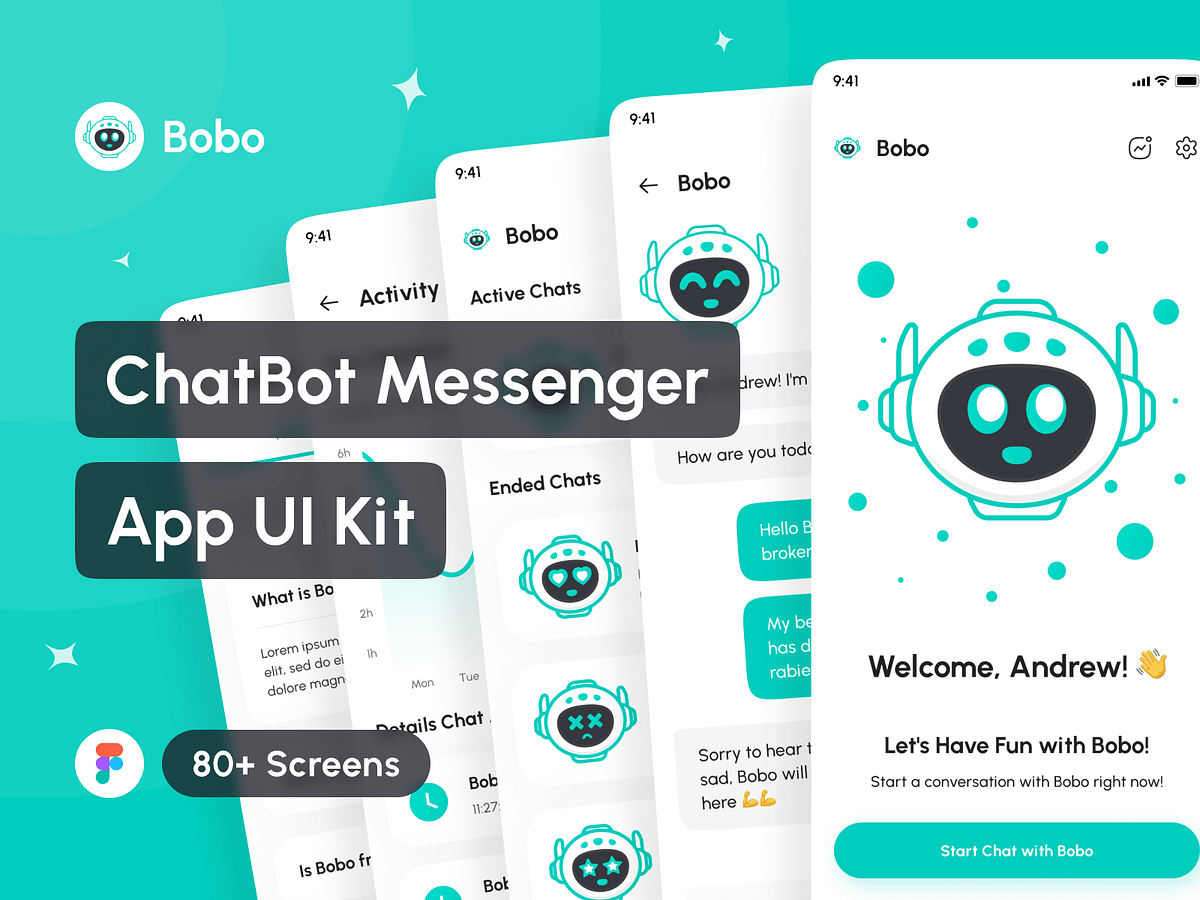 Bobo
ChatBot Messenger
App UI Kit
80+ Screens
9:41
What is Bo
Lorem ipsum
elit, sed do ei
dolore magn
Is Bobo fr
9:41
Activity
6h
2h
1h
Mon Tue
Details Chat
Bob
11:27:
Bob
9:41
Bobo
Active Chats
Ended Chats
9:41
Bobo
drew! I'm
How are you toda
Hello B
broken
My be
has d
rabie
Sorry to hear t
sad, Bobo will
here 💪💪
9:41
Bobo
Welcome, Andrew! 👋
Let's Have Fun with Bobo!
Start a conversation with Bobo right now!
Start Chat with Bobo